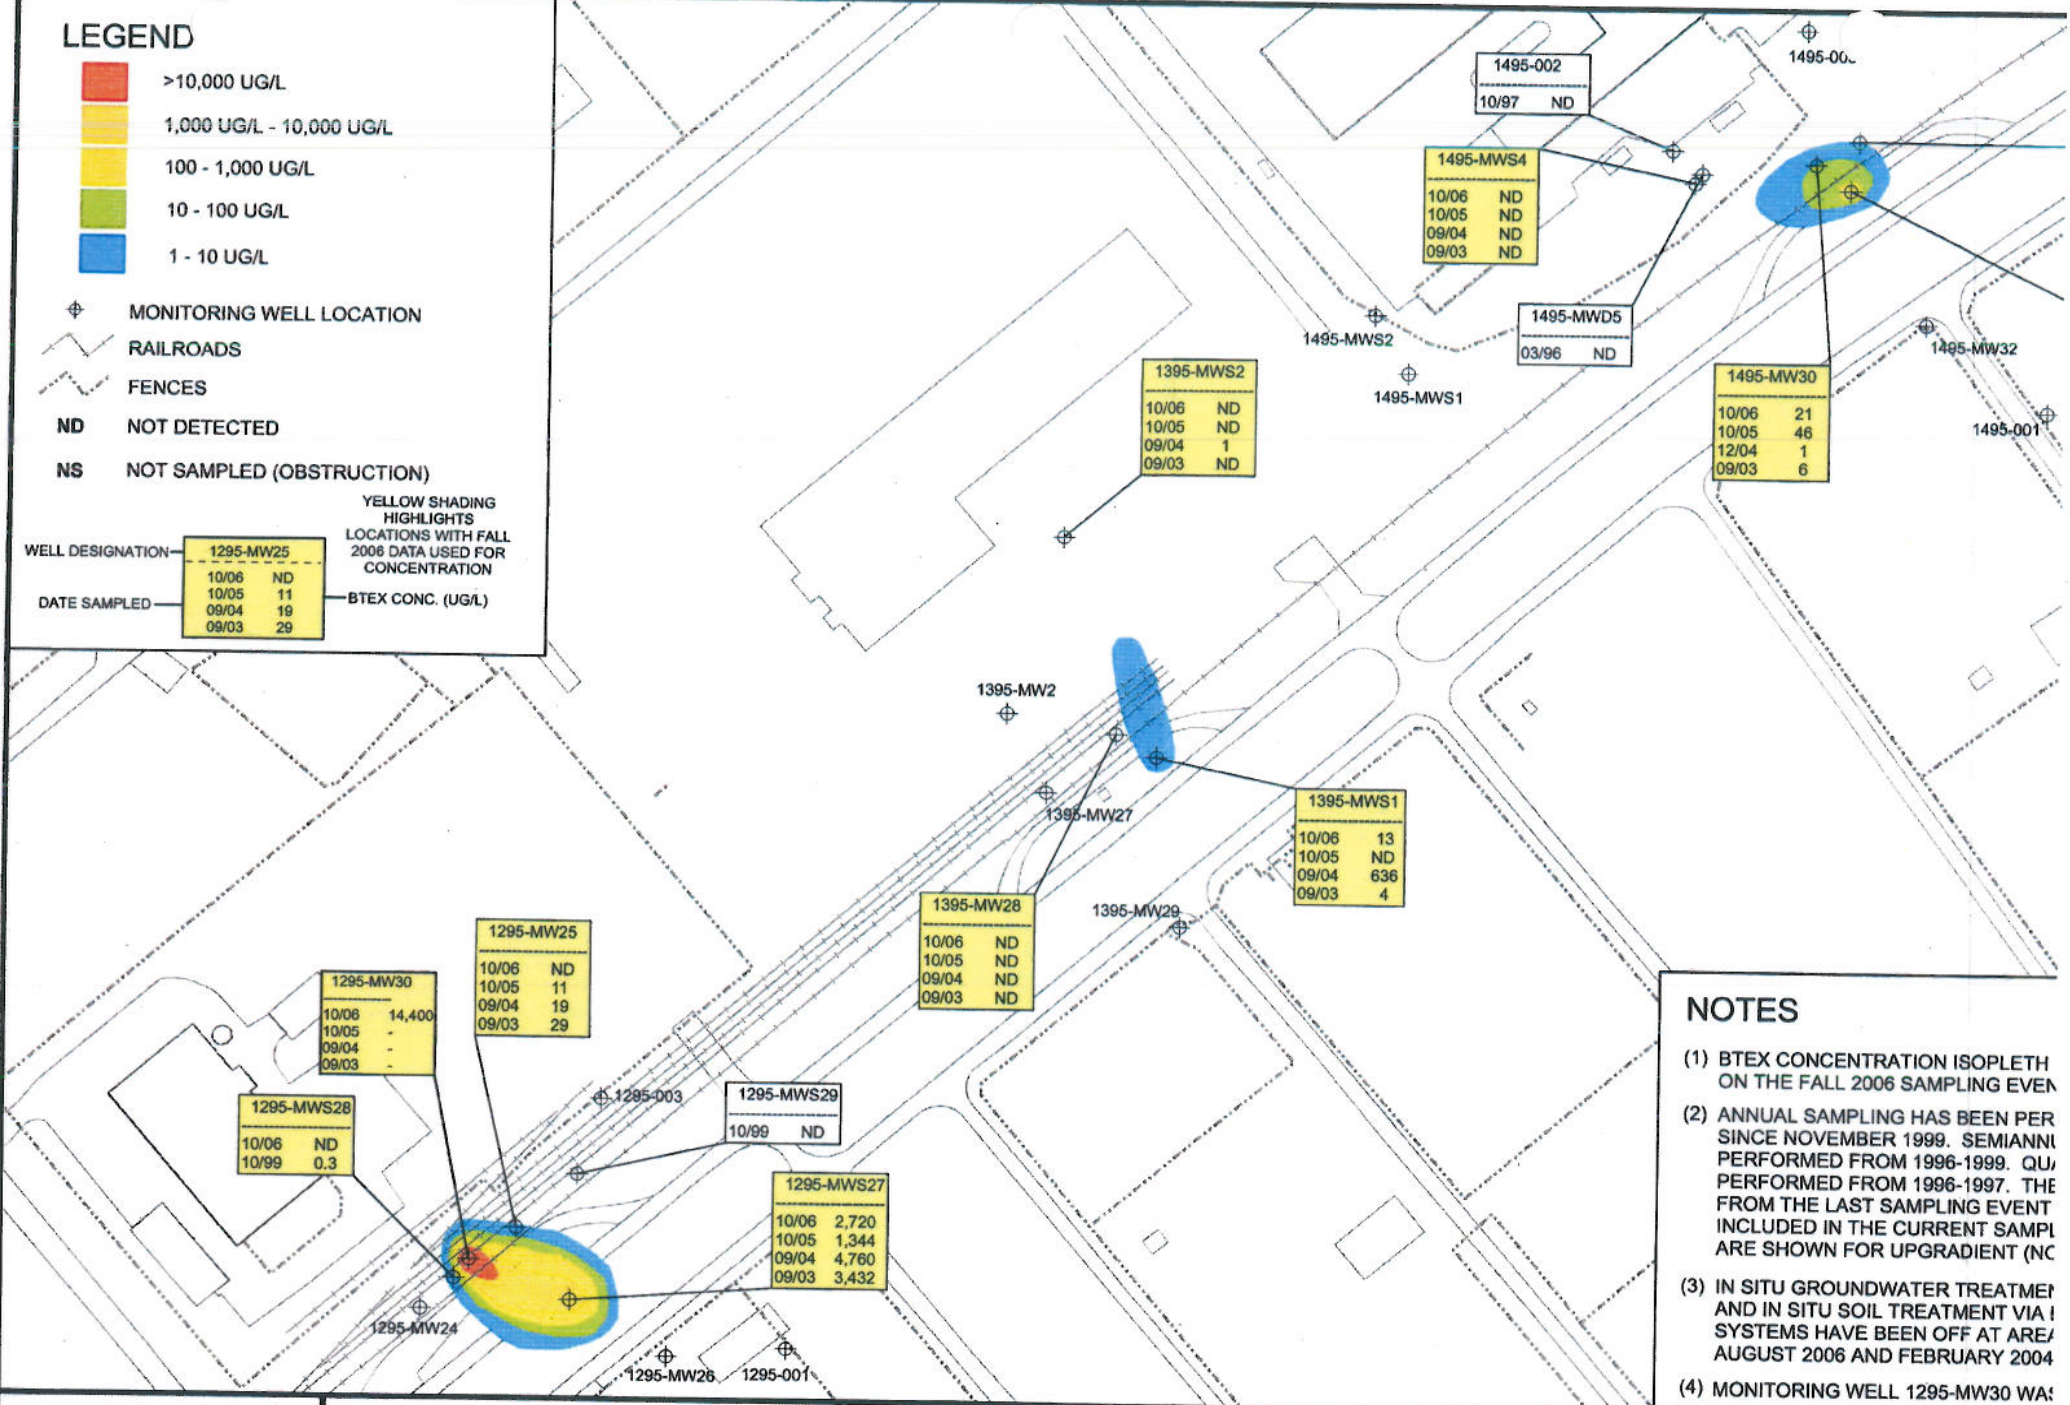 LEGEND
>10,000 UG/L
1,000 UG/L - 10,000 UG/L
100 - 1,000 UG/L
10 - 100 UG/L
1 - 10 UG/L
MONITORING WELL LOCATION
RAILROADS
FENCES
ND NOT DETECTED
NS NOT SAMPLED (OBSTRUCTION)
YELLOW SHADING
HIGHLIGHTS
LOCATIONS WITH FALL
2006 DATA USED FOR
CONCENTRATION
WELL DESIGNATION
DATE SAMPLED
BTEX CONC. (UG/L)
1295-MW25
10/06 ND
10/05 11
09/04 19
09/03 29
1495-002
10/97 ND
1495-MWS4
10/06 ND
10/05 ND
09/04 ND
09/03 ND
1495-MWD5
03/96 ND
1495-MWS2
1495-MWS1
1495-MW32
1495-001
1495-MW30
10/06 21
10/05 46
12/04 1
09/03 6
1395-MWS2
10/06 ND
10/05 ND
09/04 1
09/03 ND
1395-MW2
1395-MW27
1395-MWS1
10/06 13
10/05 ND
09/04 636
09/03 4
1395-MW28
10/06 ND
10/05 ND
09/04 ND
09/03 ND
1395-MW29
1295-MW25
10/06 ND
10/05 11
09/04 19
09/03 29
1295-MW30
10/06 14,400
10/05 -
09/04 -
09/03 -
1295-MWS28
10/06 ND
10/99 0.3
1295-003
1295-MWS29
10/99 ND
1295-MWS27
10/06 2,720
10/05 1,344
09/04 4,760
09/03 3,432
1295-MW24
1295-MW26
1295-001
NOTES
(1) BTEX CONCENTRATION ISOPLETH
ON THE FALL 2006 SAMPLING
(2) ANNUAL SAMPLING HAS BEEN
SINCE NOVEMBER 1999.
PERFORMED FROM 1996-1999.
PERFORMED FROM 1996-1997.
FROM THE LAST SAMPLING EVENT
INCLUDED IN THE CURRENT
ARE SHOWN FOR UPGRADIENT
(3) IN SITU GROUNDWATER
AND IN SITU SOIL TREATMENT VIA
SYSTEMS HAVE BEEN OFF AT
AUGUST 2006 AND FEBRUARY 2004
(4) MONITORING WELL 1295-MW30